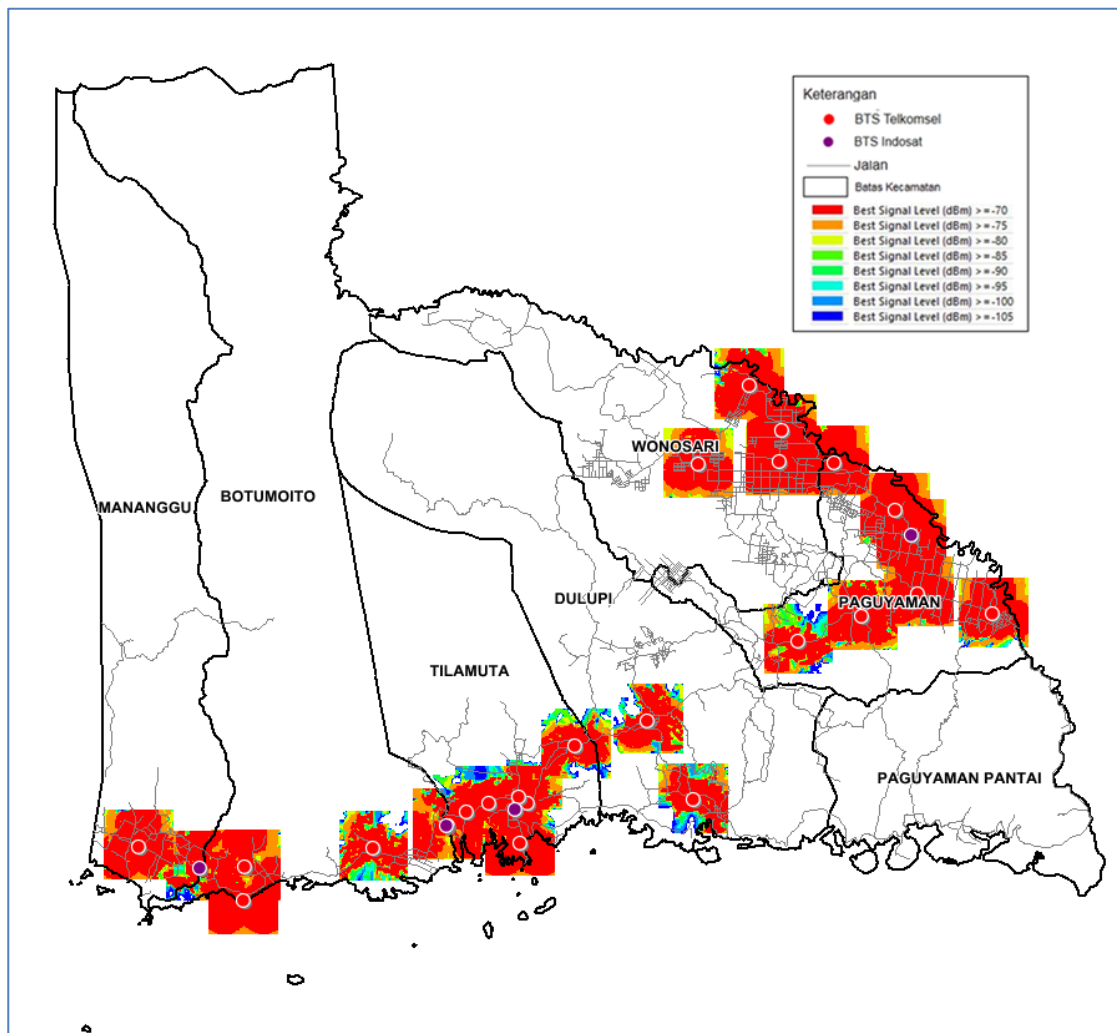 Keterangan
BTS Telkomsel
BTS Indosat
Jalan
Batas Kecamatan
Best Signal Level (dBm) >=-70
Best Signal Level (dBm) >=-75
Best Signal Level (dBm) >=-80
Best Signal Level (dBm) >=-85
Best Signal Level (dBm) >=-90
Best Signal Level (dBm) >=-95
Best Signal Level (dBm) >=-100
Best Signal Level (dBm) >=-105
WONOSARI
BOTUMOITO
MANANGGU
DULUPI
PAGUYAMAN
TILAMUTA
PAGUYAMAN PANTAI